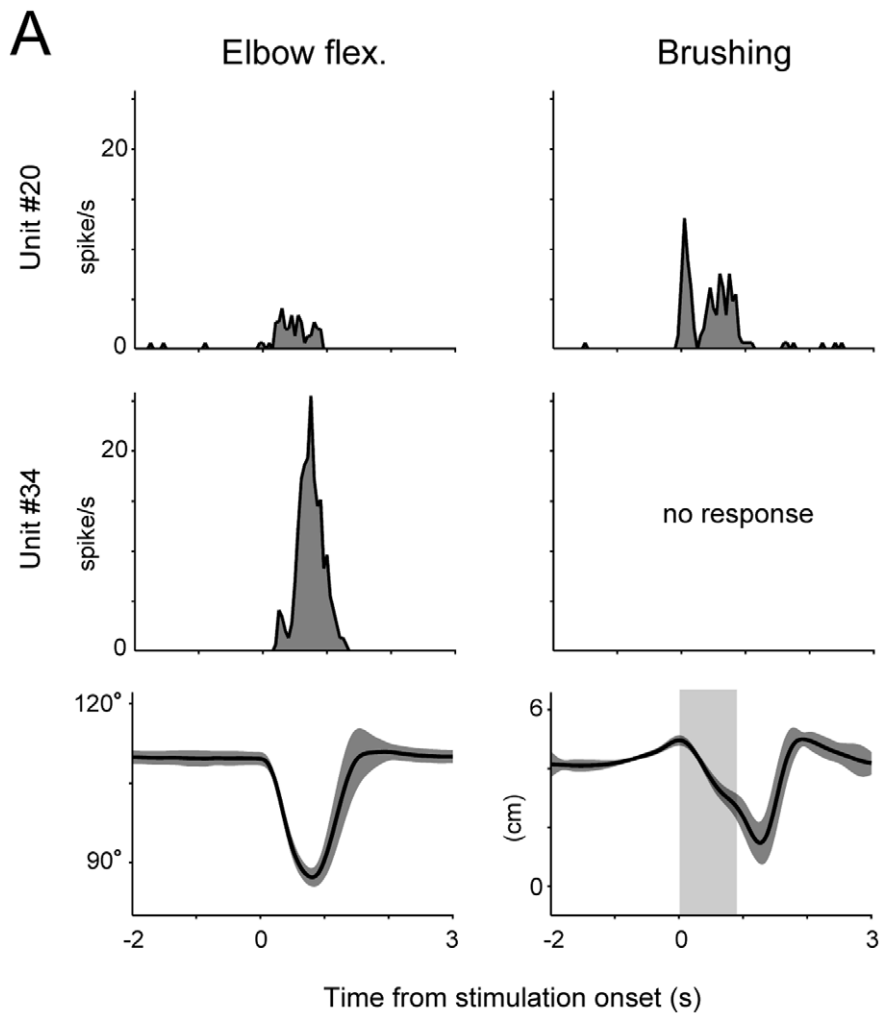 A
Elbow flex.
Brushing
Unit #20
spike/s
20
0
Unit #34
spike/s
20
0
no response
120°
90°
-2
0
3
(cm)
6
0
-2
0
3
Time from stimulation onset (s)